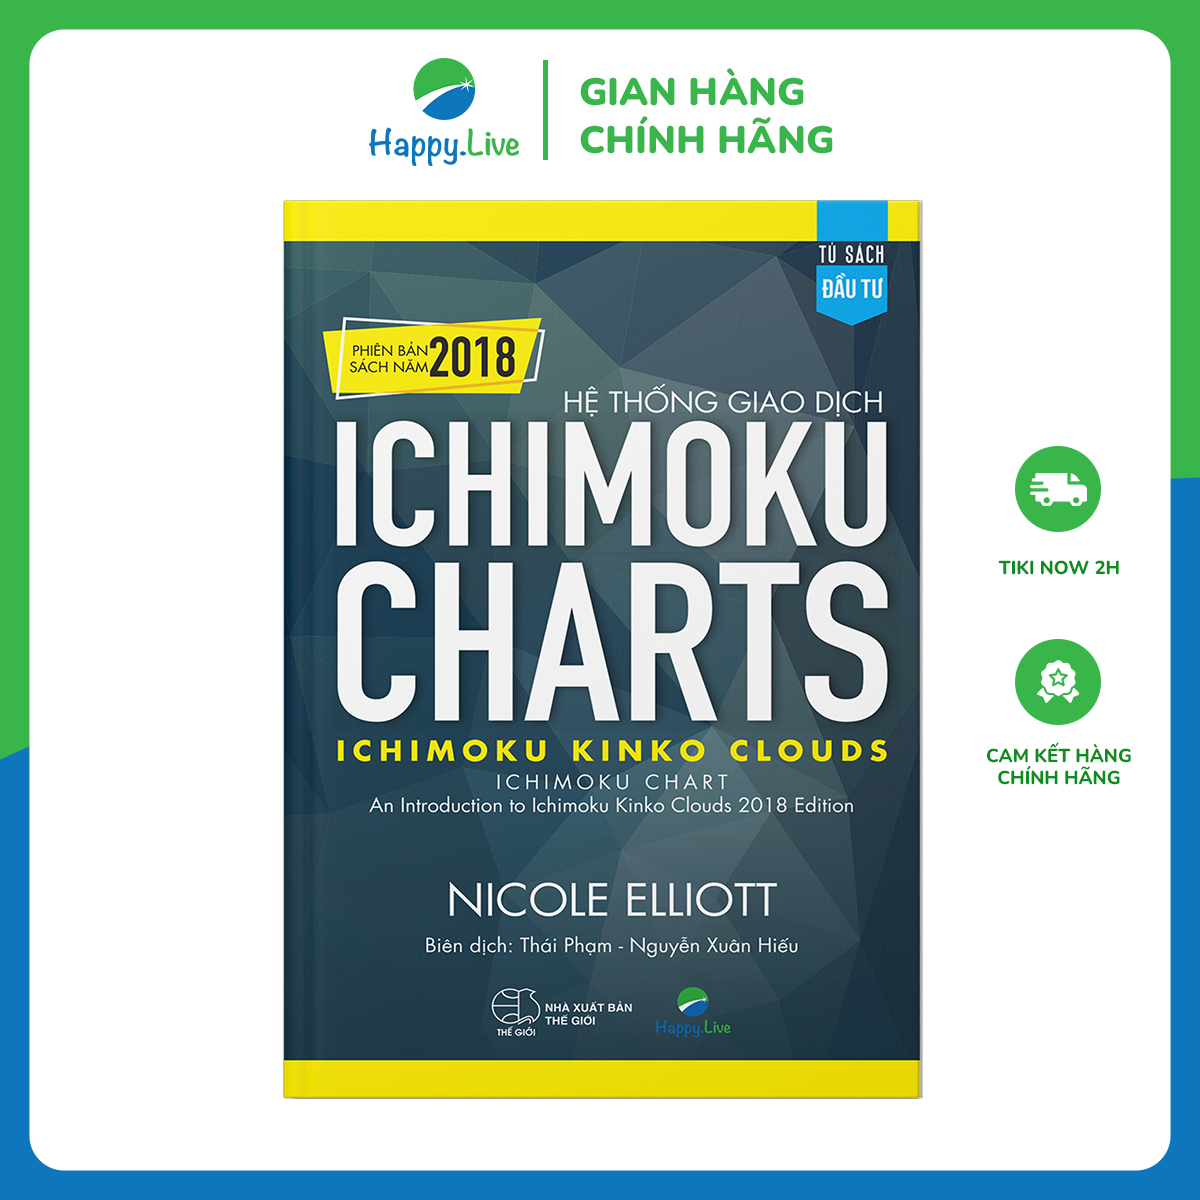 Happy.Live
GIAN HÀNG
CHÍNH HÃNG
TỦ SÁCH
ĐẦU TƯ
PHIÊN BẢN
SÁCH NĂM 2018
HỆ THỐNG GIAO DỊCH
ICHIMOKU
CHARTS
ICHIMOKU KINKO CLOUDS
ICHIMOKU CHART
An Introduction to Ichimoku Kinko Clouds 2018 Edition
NICOLE ELLIOTT
Biên dịch: Thái Phạm - Nguyễn Xuân Hiếu
THẾ GIỚI
NHÀ XUẤT BẢN
THẾ GIỚI
Happy.Live
TIKI NOW 2H
CAM KẾT HÀNG
CHÍNH HÃNG